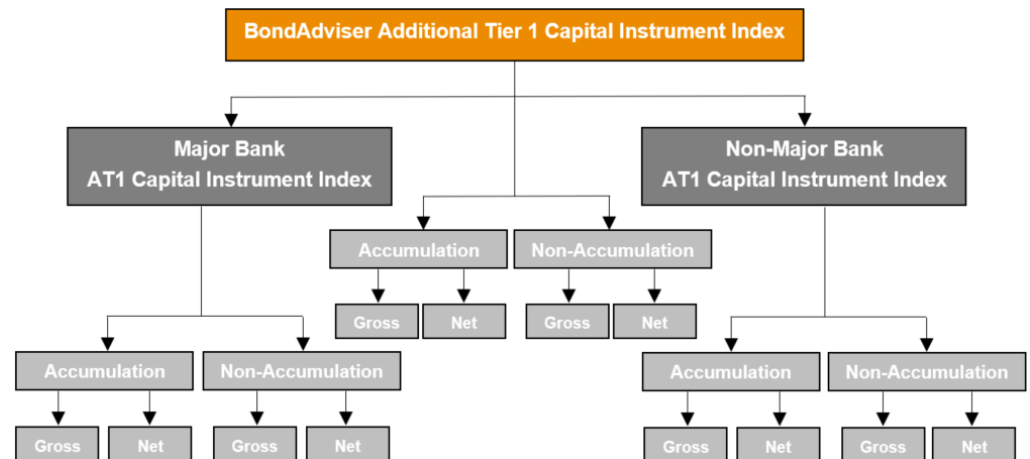 BondAdviser Additional Tier 1 Capital Instrument Index
Major Bank
AT1 Capital Instrument Index
Non-Major Bank
AT1 Capital Instrument Index
Accumulation
Non-Accumulation
Gross
Net
Gross
Net
Accumulation
Non-Accumulation
Accumulation
Non-Accumulation
Gross
Net
Gross
Net
Gross
Net
Gross
Net